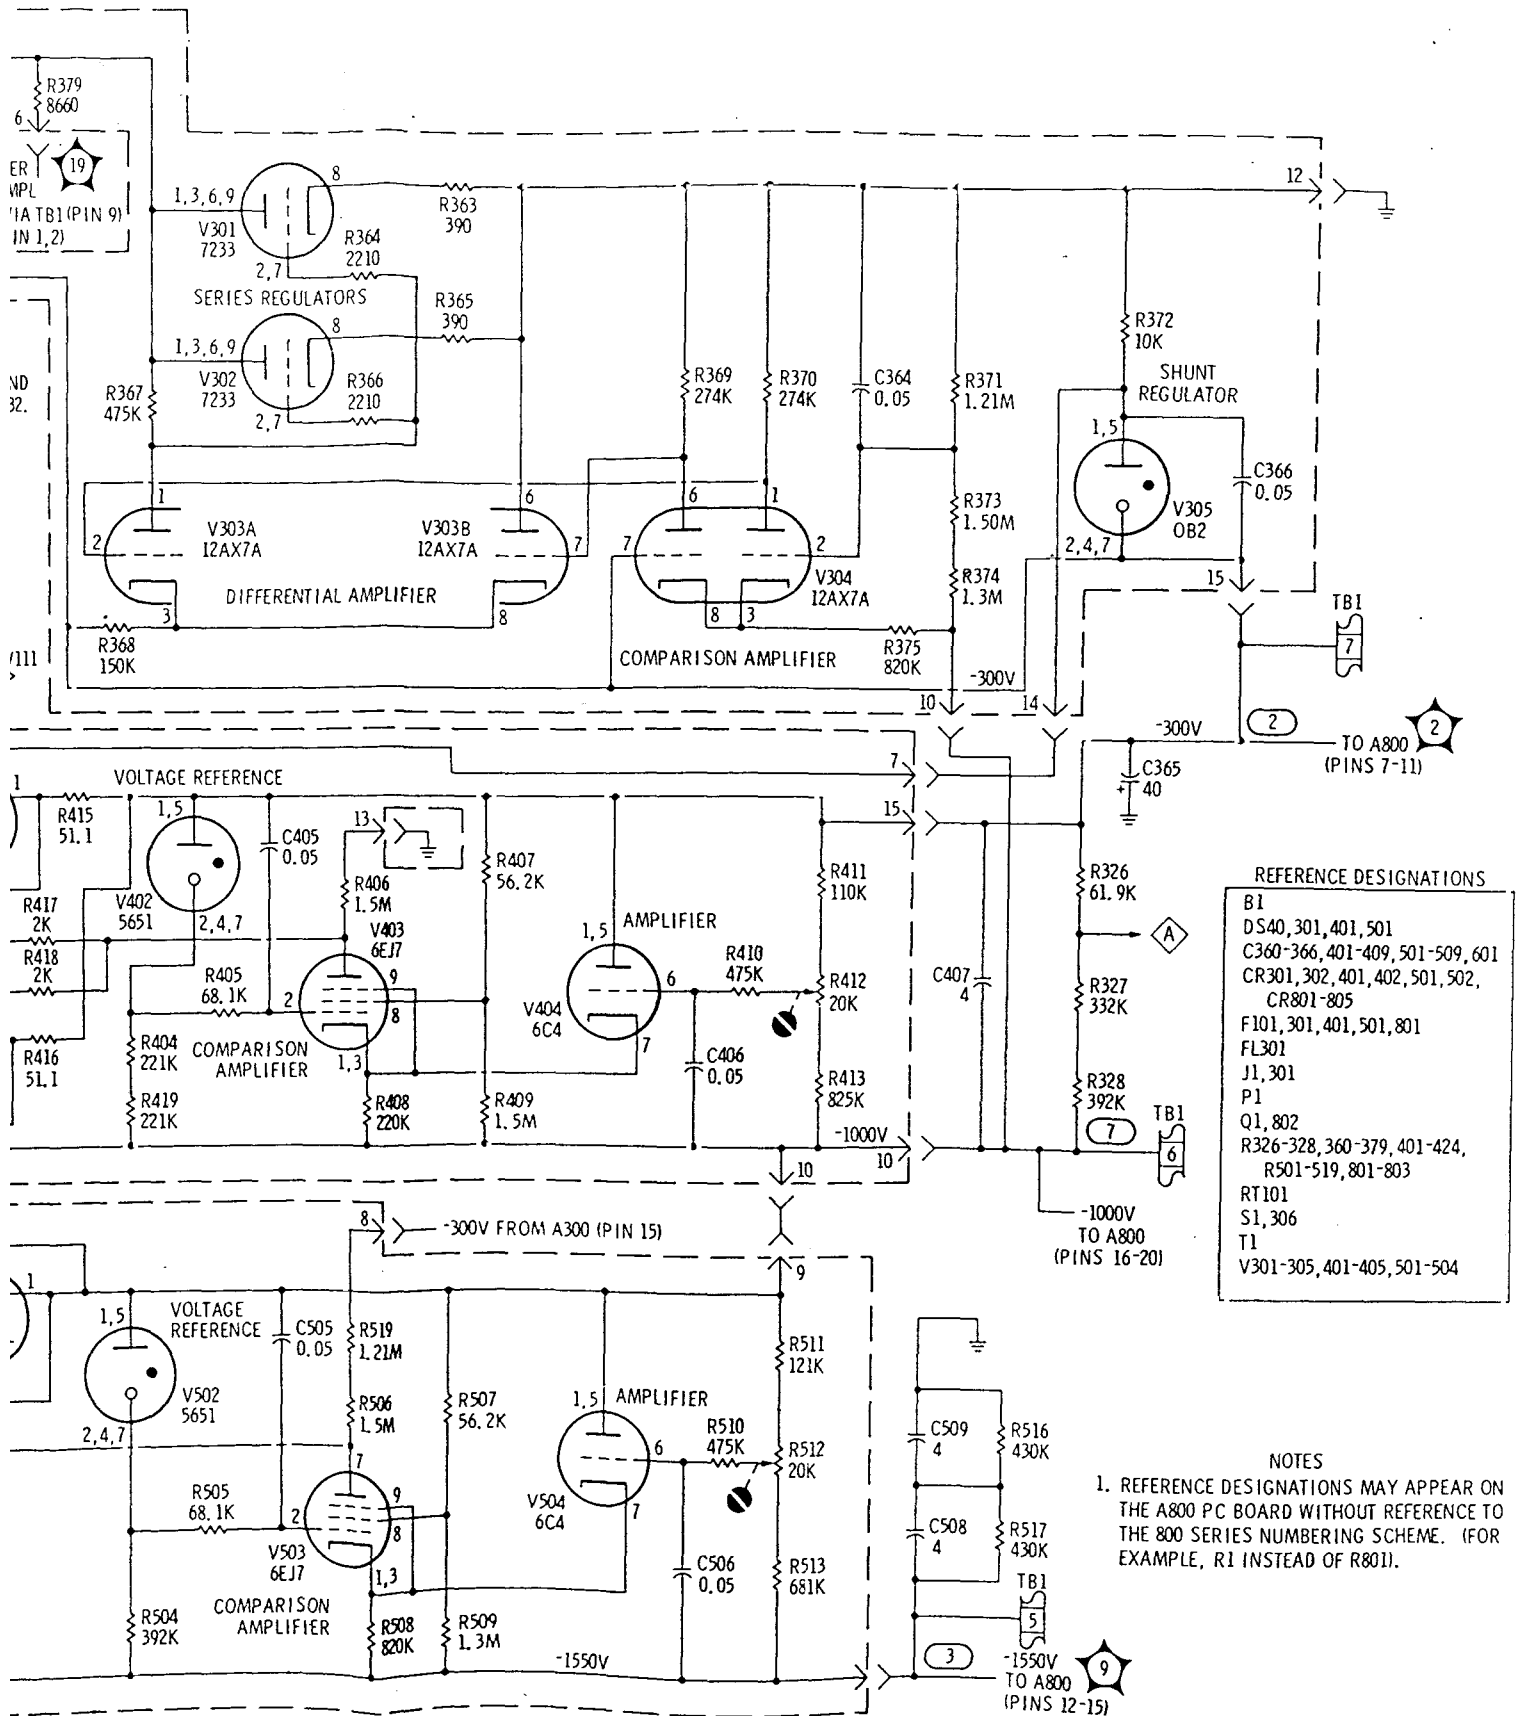 R379
8660
6
19
ER
MPL
VIA TB1 (PIN 9)
IN 1,2)
8
12
1,3,6,9
V301
7233
R363
390
R364
2210
2,7
SERIES REGULATORS
R365
390
8
1,3,6,9
V302
7233
R366
2210
2,7
R367
475K
ND
32.
R369
274K
R370
274K
C364
0.05
R371
1.21M
R372
10K
SHUNT
REGULATOR
1,5
C366
0.05
V305
OB2
2,4,7
15
R373
1.50M
R374
1.3M
1
6
6
1
V303A
12AX7A
V303B
12AX7A
2
7
7
2
V304
12AX7A
DIFFERENTIAL AMPLIFIER
3
8
8
3
R368
150K
COMPARISON AMPLIFIER
R375
820K
V111
-300V
10
14
TB1
7
-300V
2
TO A800
(PINS 7-11)
2
C365
40
+
7
15
VOLTAGE REFERENCE
1
R415
51.1
1,5
V402
5651
2,4,7
C405
0.05
13
R406
1.5M
V403
6EJ7
R407
56.2K
R417
2K
R418
2K
R405
68.1K
2
9
8
1,3
R416
51.1
R404
221K
R419
221K
COMPARISON
AMPLIFIER
R408
220K
R409
1.5M
AMPLIFIER
1,5
V404
6C4
6
7
R410
475K
C406
0.05
R411
110K
R412
20K
R413
825K
-1000V
10
10
C407
4
R326
61.9K
A
R327
332K
R328
392K
7
TB1
6
-1000V
TO A800
(PINS 16-20)
REFERENCE DESIGNATIONS
B1
DS40,301,401,501
C360-366,401-409,501-509,601
CR301,302,401,402,501,502,
CR801-805
F101,301,401,501,801
FL301
J1,301
P1
Q1,802
R326-328,360-379,401-424,
R501-519,801-803
RT101
S1,306
T1
V301-305,401-405,501-504
8
-300V FROM A300 (PIN 15)
9
1
1,5
VOLTAGE
REFERENCE
V502
5651
2,4,7
C505
0.05
R519
1.21M
R506
1.5M
R507
56.2K
7
R505
68.1K
2
9
8
V503
6EJ7
1,3
R504
392K
COMPARISON
AMPLIFIER
R508
820K
R509
1.3M
1,5
AMPLIFIER
V504
6C4
6
7
R510
475K
R511
121K
R512
20K
C506
0.05
R513
681K
-1550V
C509
4
R516
430K
C508
4
R517
430K
TB1
5
3
-1550V
TO A800
(PINS 12-15)
9
NOTES
1. REFERENCE DESIGNATIONS MAY APPEAR ON
THE A800 PC BOARD WITHOUT REFERENCE TO
THE 800 SERIES NUMBERING SCHEME. (FOR
EXAMPLE, R1 INSTEAD OF R801).